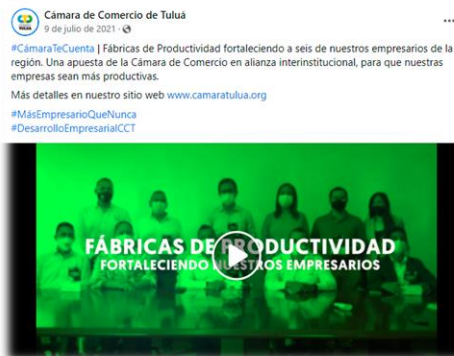 Cámara de Comercio de Tuluá
9 de julio de 2021 ·
#CámaraTeCuenta | Fábricas de Productividad fortaleciendo a seis de nuestros empresarios de la
región. Una apuesta de la Cámara de Comercio en alianza interinstitucional, para que nuestras
empresas sean más productivas.
Más detalles en nuestro sitio web www.camaratulua.org
#MásEmpresarioQueNunca
#DesarrolloEmpresarialCCT
FÁBRICAS DE PRODUCTIVIDAD
FORTALECIENDO NUESTROS EMPRESARIOS